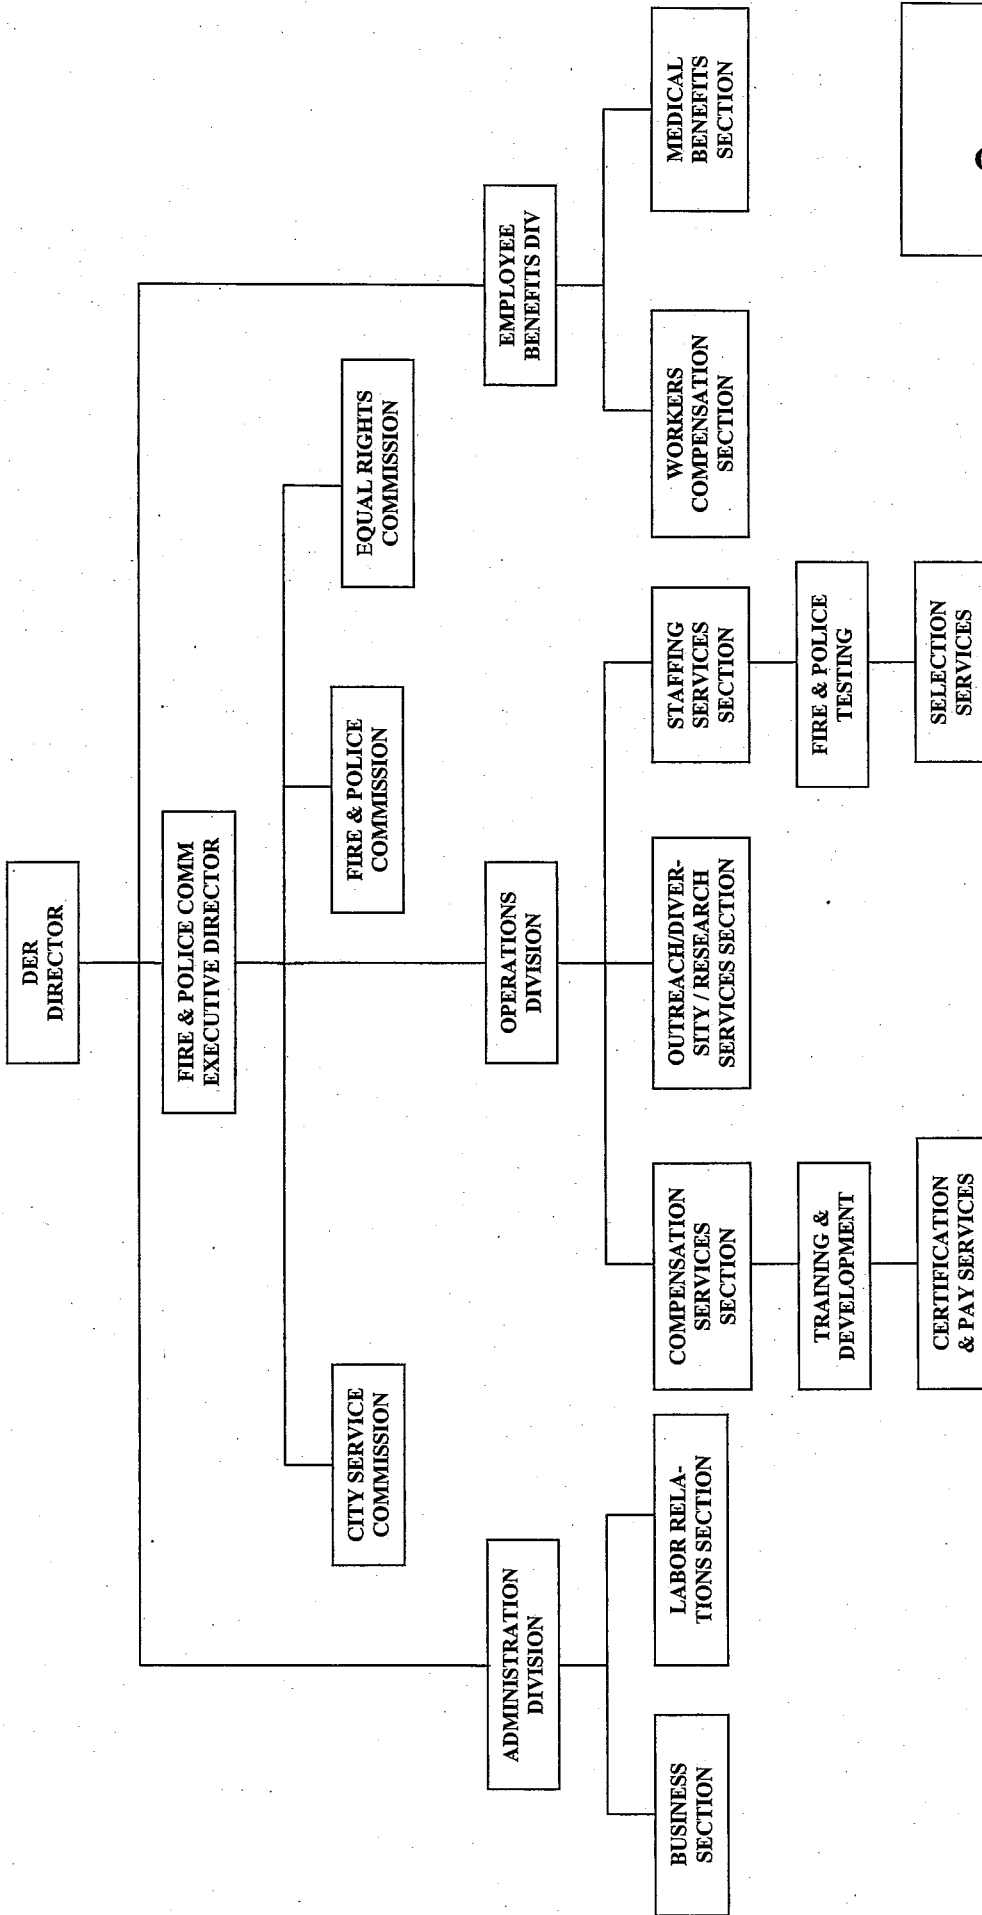 DER
DIRECTOR
FIRE & POLICE COMM
EXECUTIVE DIRECTOR
CITY SERVICE
COMMISSION
FIRE & POLICE
COMMISSION
EQUAL RIGHTS
COMMISSION
ADMINISTRATION
DIVISION
OPERATIONS
DIVISION
EMPLOYEE
BENEFITS DIV
BUSINESS
SECTION
LABOR RELA-
TIONS SECTION
COMPENSATION
SERVICES
SECTION
OUTREACH/DIVER-
SITY / RESEARCH
SERVICES SECTION
STAFFING
SERVICES
SECTION
WORKERS
COMPENSATION
SECTION
MEDICAL
BENEFITS
SECTION
TRAINING &
DEVELOPMENT
FIRE & POLICE
TESTING
CERTIFICATION
& PAY SERVICES
SELECTION
SERVICES